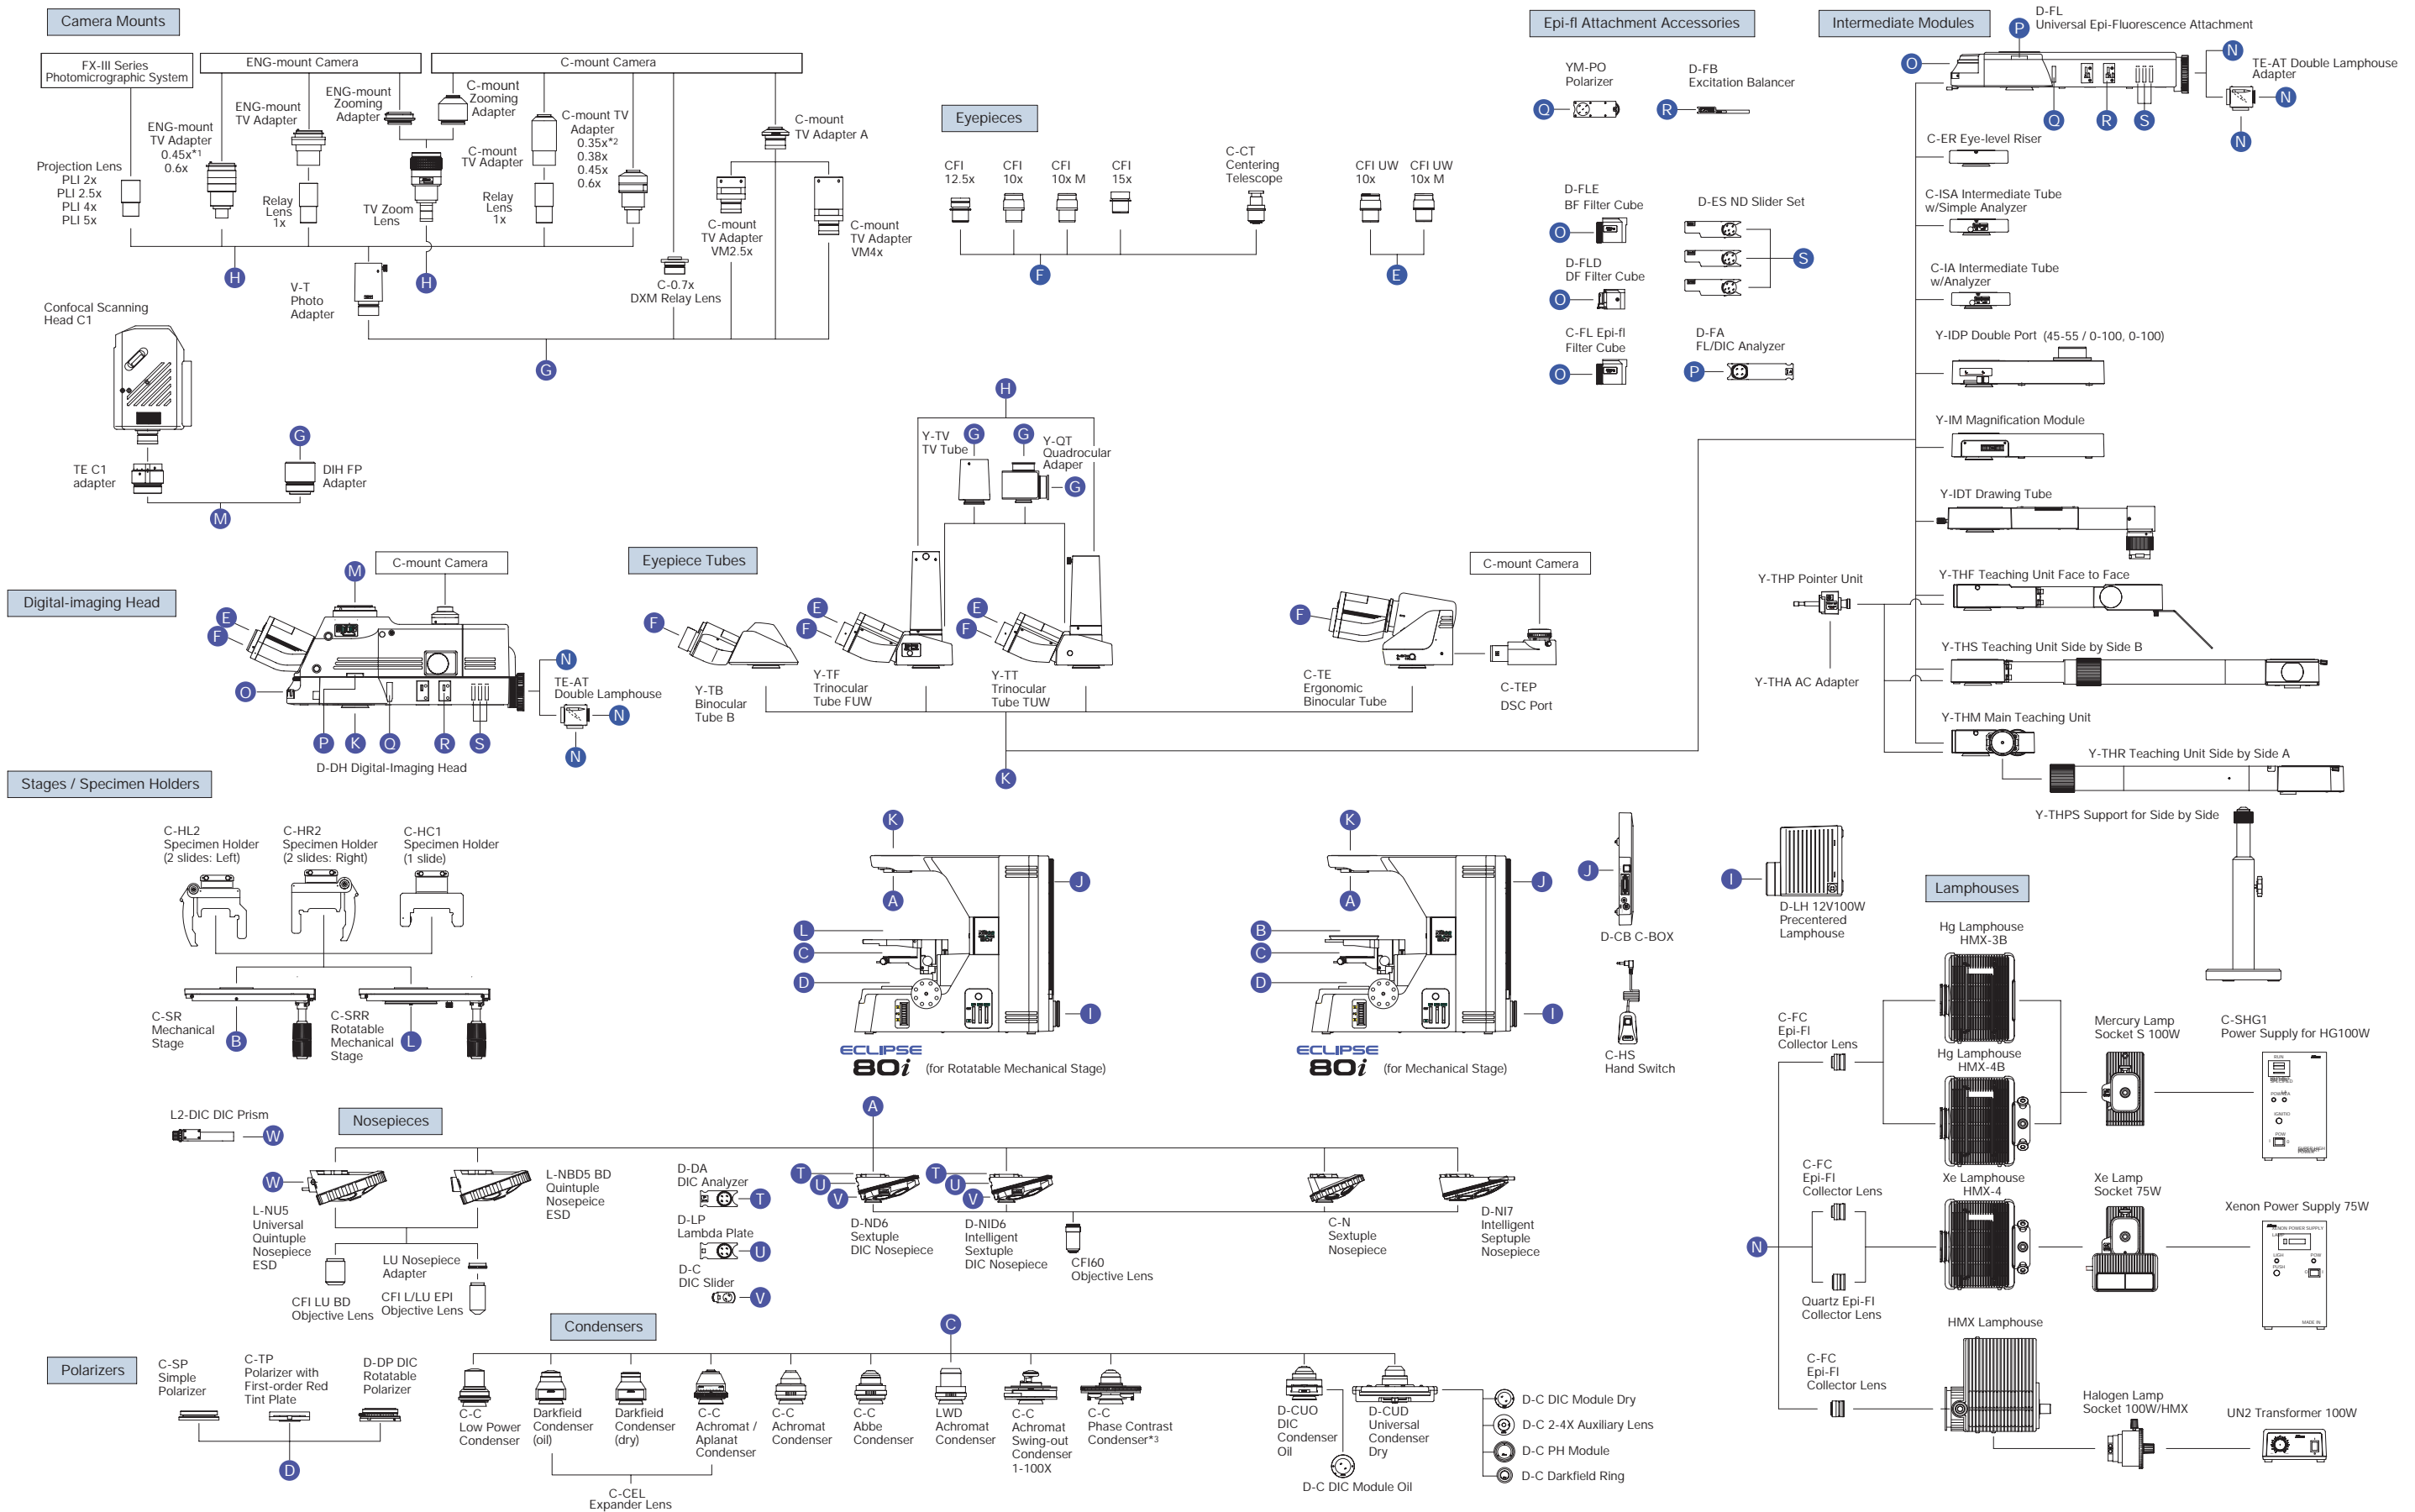 Camera Mounts
FX-III Series
Photomicrographic System
ENG-mount Camera
C-mount Camera
Projection Lens
PLI 2x
PLI 2.5x
PLI 4x
PLI 5x
ENG-mount
TV Adapter
0.45x*1
0.6x
ENG-mount
TV Adapter
Relay
Lens
1x
ENG-mount
Zooming
Adapter
C-mount
Zooming
Adapter
TV Zoom
Lens
C-mount
TV Adapter
Relay
Lens
1x
C-mount TV
Adapter
0.35x*2
0.38x
0.45x
0.6x
C-mount
TV Adapter A
C-mount
TV Adapter
VM2.5x
C-mount
TV Adapter
VM4x
C-0.7x
DXM Relay Lens
H
V-T
Photo
Adapter
H
G
Confocal Scanning
Head C1
TE C1
adapter
G
DIH FP
Adapter
M
Eyepieces
CFI
12.5x
CFI
10x
CFI
10x M
CFI
15x
C-CT
Centering
Telescope
CFI UW
10x
CFI UW
10x M
F
E
Epi-fl Attachment Accessories
YM-PO
Polarizer
Q
D-FB
Excitation Balancer
R
D-FLE
BF Filter Cube
O
D-ES ND Slider Set
S
D-FLD
DF Filter Cube
O
C-FL Epi-fl
Filter Cube
O
D-FA
FL/DIC Analyzer
P
Intermediate Modules
D-FL
Universal Epi-Fluorescence Attachment
P
O
N
TE-AT Double Lamphouse
Adapter
N
N
Q
R
S
C-ER Eye-level Riser
C-ISA Intermediate Tube
w/Simple Analyzer
C-IA Intermediate Tube
w/Analyzer
Y-IDP Double Port (45-55 / 0-100, 0-100)
Y-IM Magnification Module
Y-IDT Drawing Tube
Y-THP Pointer Unit
Y-THF Teaching Unit Face to Face
Y-THS Teaching Unit Side by Side B
Y-THA AC Adapter
Y-THM Main Teaching Unit
Y-THR Teaching Unit Side by Side A
Y-THPS Support for Side by Side
Digital-imaging Head
M
C-mount Camera
E
F
O
N
TE-AT
Double Lamphouse
N
N
P
K
Q
R
S
D-DH Digital-Imaging Head
Eyepiece Tubes
H
Y-TV
TV Tube
G
G
Y-QT
Quadrocular
Adaper
G
F
Y-TB
Binocular
Tube B
E
F
Y-TF
Trinocular
Tube FUW
E
F
Y-TT
Trinocular
Tube TUW
F
C-TE
Ergonomic
Binocular Tube
C-mount Camera
C-TEP
DSC Port
K
Stages / Specimen Holders
C-HL2
Specimen Holder
(2 slides: Left)
C-HR2
Specimen Holder
(2 slides: Right)
C-HC1
Specimen Holder
(1 slide)
C-SR
Mechanical
Stage
B
C-SRR
Rotatable
Mechanical
Stage
L
K
A
J
L
C
D
I
80i
ECLIPSE
80i (for Rotatable Mechanical Stage)
K
A
J
B
C
D
I
80i
ECLIPSE
80i (for Mechanical Stage)
J
D-CB C-BOX
C-HS
Hand Switch
I
D-LH 12V100W
Precentered
Lamphouse
Lamphouses
Hg Lamphouse
HMX-3B
C-FC
Epi-FI
Collector Lens
Hg Lamphouse
HMX-4B
Mercury Lamp
Socket S 100W
C-SHG1
Power Supply for HG100W
C-FC
Epi-FI
Collector Lens
Xe Lamphouse
HMX-4
Xe Lamp
Socket 75W
Xenon Power Supply 75W
XENON POWER SUPPLY
MADE IN
N
Quartz Epi-FI
Collector Lens
HMX Lamphouse
C-FC
Epi-FI
Collector Lens
Halogen Lamp
Socket 100W/HMX
UN2 Transformer 100W
L2-DIC DIC Prism
W
Nosepieces
A
W
L-NU5
Universal
Quintuple
Nosepiece
ESD
L-NBD5 BD
Quintuple
Nosepeice
ESD
LU Nosepiece
Adapter
CFI LU BD
Objective Lens
CFI L/LU EPI
Objective Lens
D-DA
DIC Analyzer
T
D-LP
Lambda Plate
U
D-C
DIC Slider
V
T
U
V
D-ND6
Sextuple
DIC Nosepiece
T
U
V
D-NID6
Intelligent
Sextuple
DIC Nosepiece
CFI60
Objective Lens
C-N
Sextuple
Nosepiece
D-NI7
Intelligent
Septuple
Nosepiece
Polarizers
C-SP
Simple
Polarizer
C-TP
Polarizer with
First-order Red
Tint Plate
D-DP DIC
Rotatable
Polarizer
D
Condensers
C
C-C
Low Power
Condenser
Darkfield
Condenser
(oil)
Darkfield
Condenser
(dry)
C-C
Achromat /
Aplanat
Condenser
C-C
Achromat
Condenser
C-C
Abbe
Condenser
LWD
Achromat
Condenser
C-C
Achromat
Swing-out
Condenser
1-100X
C-C
Phase Contrast
Condenser*3
D-CUO
DIC
Condenser
Oil
D-CUD
Universal
Condenser
Dry
C-CEL
Expander Lens
D-C DIC Module Oil
D-C DIC Module Dry
D-C 2-4X Auxiliary Lens
D-C PH Module
D-C Darkfield Ring